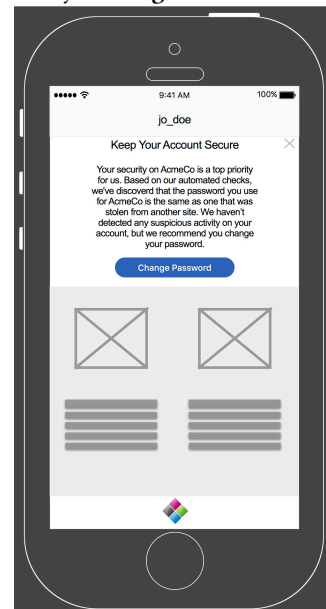 9:41 AM
100%
jo_doe
Keep Your Account Secure
Your security on AcmeCo is a top priority
for us. Based on our automated checks,
we've discoverd that the password you use
for AcmeCo is the same as one that was
stolen from another site. We haven't
detected any suspicious activity on your
account, but we recommend you change
your password.
Change Password